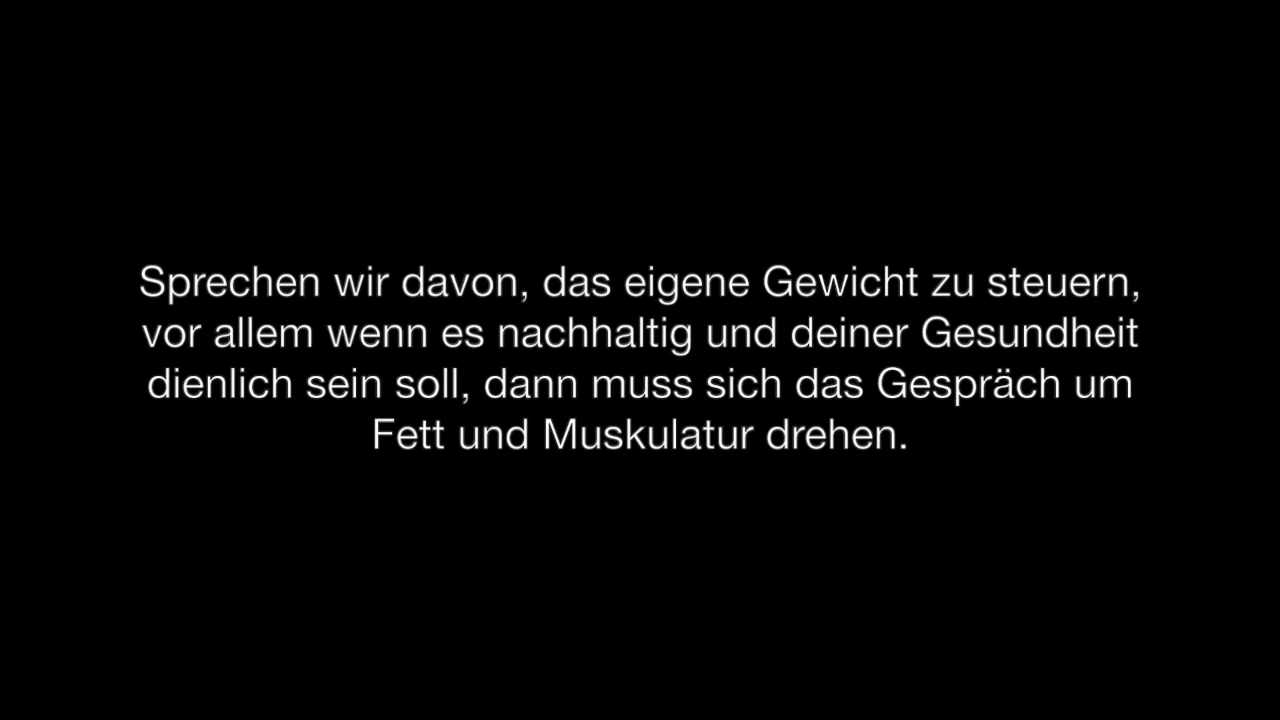 Sprechen wir davon, das eigene Gewicht zu steuern,
vor allem wenn es nachhaltig und deiner Gesundheit
dienlich sein soll, dann muss sich das Gespräch um
Fett und Muskulatur drehen.